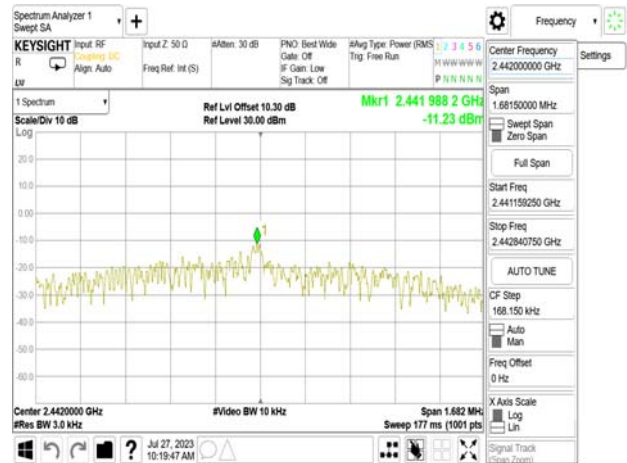 Spectrum Analyzer 1
Swept SA
Frequency
KEYSIGHT
R
Input: RF
Coupling: DC
Align: Auto
Input Z: 50 Ω
Freq Ref: Int (S)
#Atten: 30 dB
PNO: Best Wide
Gate: Off
IF Gain: Low
Sig Track: Off
#Avg Type: Power (RMS
Trig: Free Run
1 2 3 4 5 6
M W W W W W
P N N N N N
1 Spectrum
Scale/Div 10 dB
Log
Ref Lvl Offset 10.30 dB
Ref Level 30.00 dBm
Mkr1 2.441 988 2 GHz
-11.23 dBm
20.0
10.0
0.00
-10.0
-20.0
-30.0
-40.0
-50.0
-60.0
1
Center 2.4420000 GHz
#Res BW 3.0 kHz
#Video BW 10 kHz
Span 1.682 MHz
Sweep 177 ms (1001 pts
Jul 27, 2023
10:19:47 AM
?
Center Frequency
2.442000000 GHz
Settings
Span
1.68150000 MHz
Swept Span
Zero Span
Full Span
Start Freq
2.441159250 GHz
Stop Freq
2.442840750 GHz
AUTO TUNE
CF Step
168.150 kHz
Auto
Man
Freq Offset
0 Hz
X Axis Scale
Log
Lin
Signal Track
(Span Zoom)